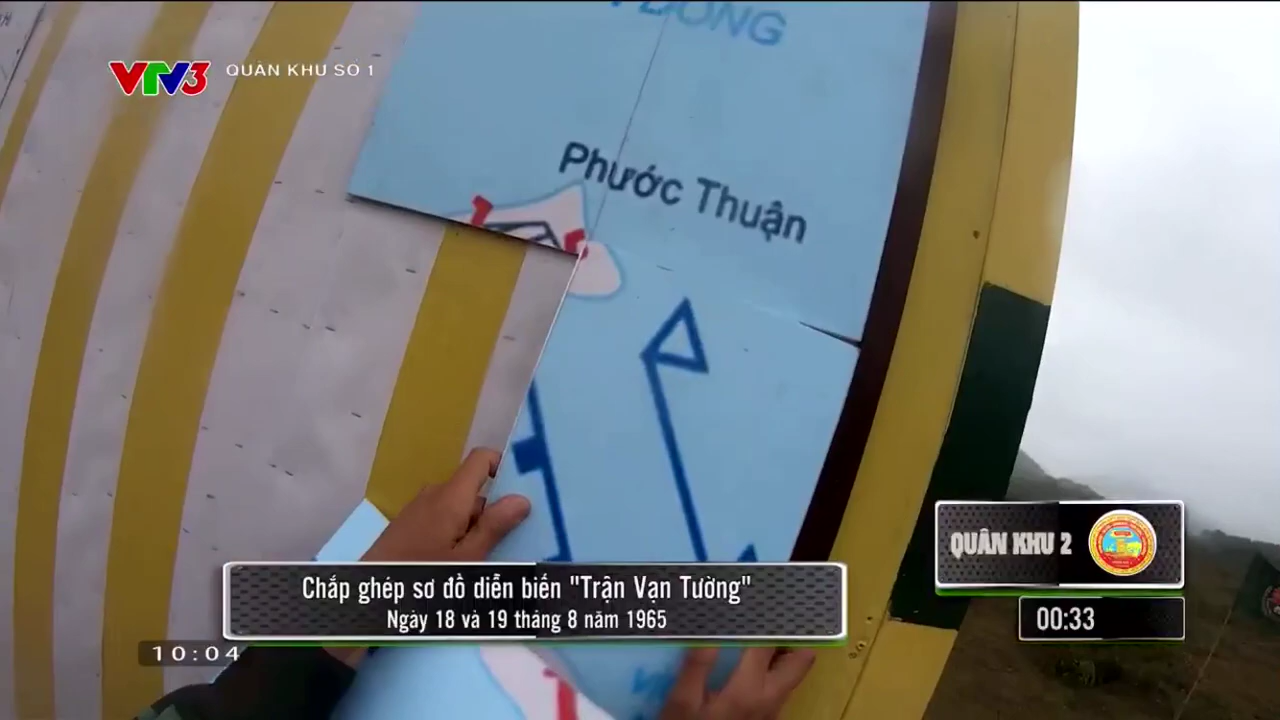 VTV3 QUÂN KHU SỐ 1
ĐÔNG
Phước Thuận
QUÂN KHU 2
00:33
Chắp ghép sơ đồ diễn biến "Trận Vạn Tường"
Ngày 18 và 19 tháng 8 năm 1965
10:04